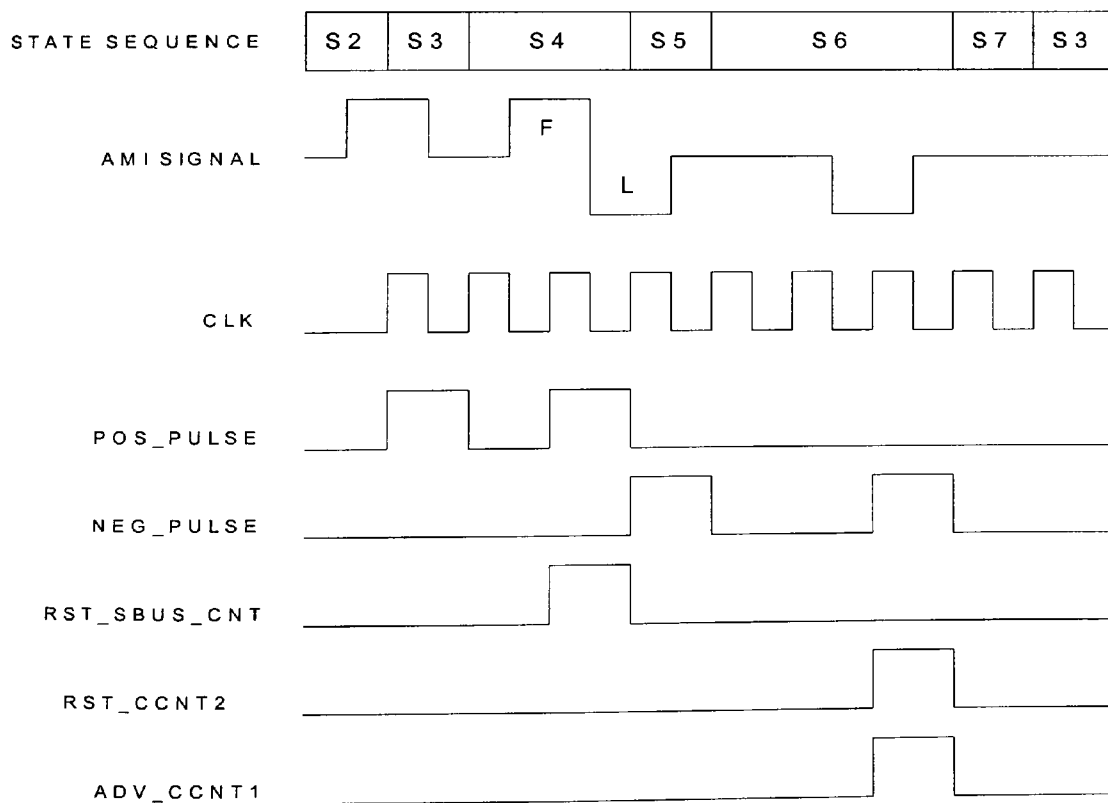 STATE SEQUENCE S2 S3 S4 S5 S6 S7 S3
AMI SIGNAL
F
L
CLK
POS_PULSE
NEG_PULSE
RST_SBUS_CNT
RST_CCNT2
ADV_CCNT1